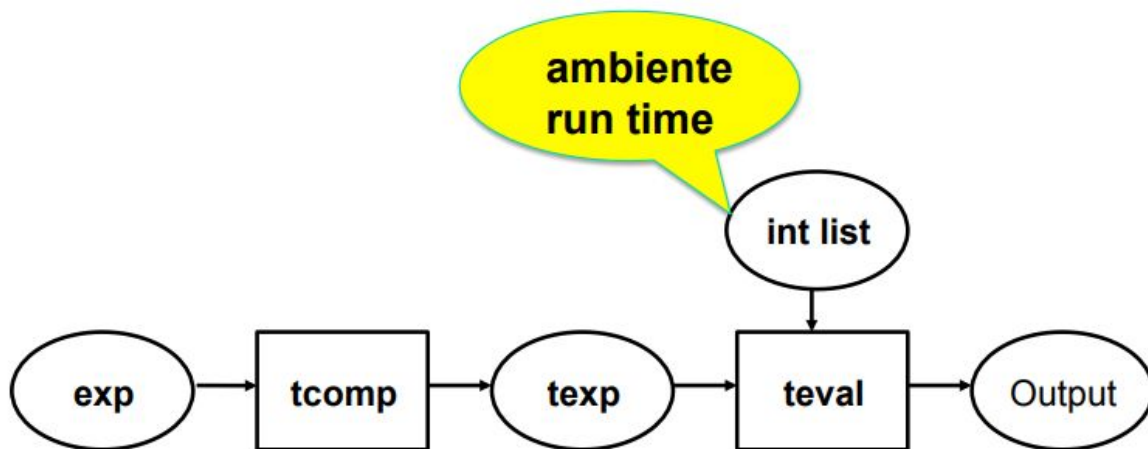 ambiente
run time
int list
exp
tcomp
texp
teval
Output